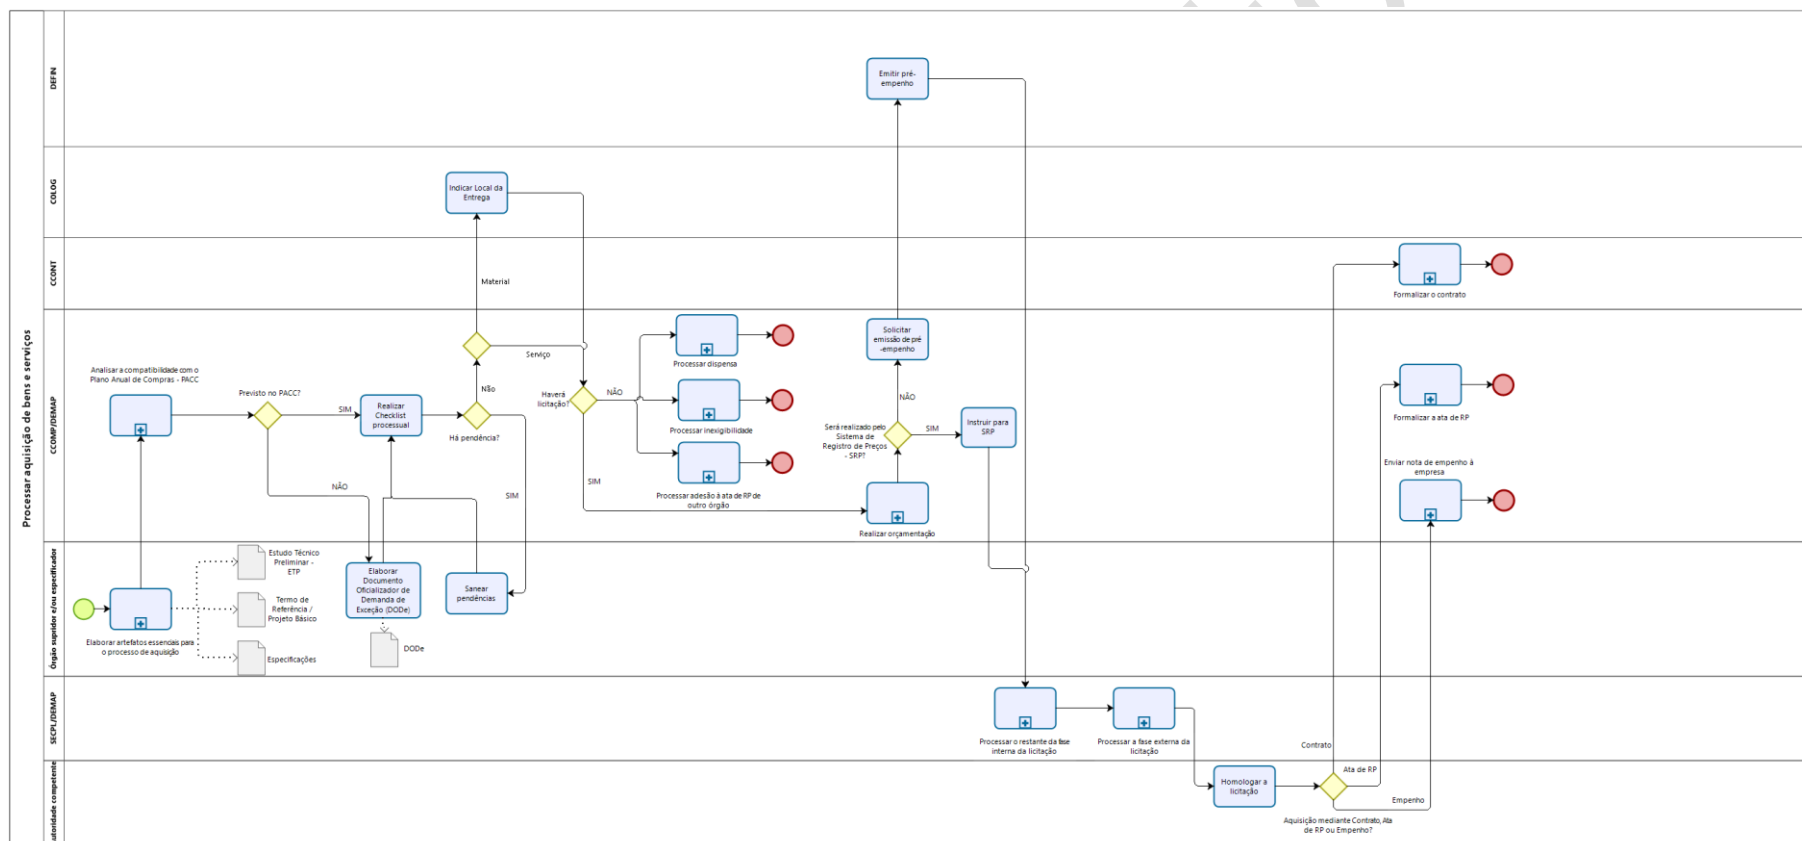 Processar aquisição de bens e serviços
DEFIN
Emitir pré-
empenho
COLOG
Indicar Local da
Entrega
CCONT
Material
Formalizar o contrato
COMP/DEMAP
Analisar a compatibilidade com o
Plano Anual de Compras - PACC
Previsto no PACC?
SIM
NÃO
Realizar
Checklist
processual
Há pendência?
Não
SIM
Serviço
Haverá
licitação?
NÃO
SIM
Processar dispensa
Processar inexigibilidade
Processar adesão à ata de RP de
outro órgão
Solicitar
emissão de pré
-empenho
NÃO
Será realizado pelo
Sistema de
Registro de Preços
- SRP?
SIM
Instruir para
SRP
Realizar orçamentação
Formalizar a ata de RP
Enviar nota de empenho à
empresa
Órgão supridor e/ou especificador
Elaborar artefatos essenciais para
o processo de aquisição
Estudo Técnico
Preliminar -
ETP
Termo de
Referência /
Projeto Básico
Especificações
Elaborar
Documento
Oficializador de
Demanda de
Exceção (DODe)
DODe
Sanear
pendências
SECPL/DEMAP
Processar o restante da fase
interna da licitação
Processar a fase externa da
licitação
Contrato
utoridade competente
Homologar a
licitação
Ata de RP
Empenho
Aquisição mediante Contrato, Ata
de RP ou Empenho?